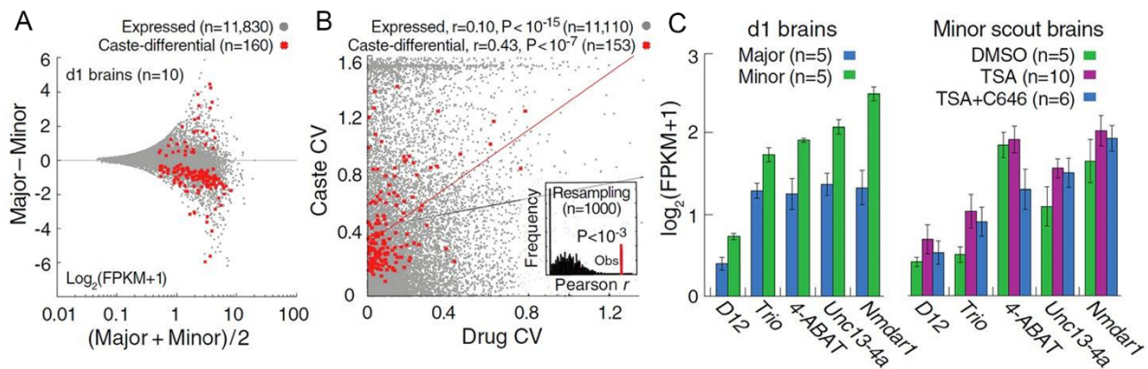 A
Expressed (n=11,830)
Caste-differential (n=160)
d1 brains (n=10)
Major – Minor
6
4
2
0
-2
-4
-6
Log2(FPKM+1)
0.01 0.1 1 10 100
(Major + Minor)/2
B
Expressed, r=0.10, P< 10-15 (n=11,110)
Caste-differential, r=0.43, P<10-7 (n=153)
Caste CV
1.6
1.2
0.8
0.4
0
Resampling
(n=1000)
P<10-3
Obs
Frequency
Pearson r
0 0.4 0.8 1.2
Drug CV
C
d1 brains
Major (n=5)
Minor (n=5)
log2(FPKM+1)
3
2
1
0
D12 Trio 4-ABAT Unc13-4a Nmdar1
Minor scout brains
DMSO (n=5)
TSA (n=10)
TSA+C646 (n=6)
D12 Trio 4-ABAT Unc13-4a Nmdar1